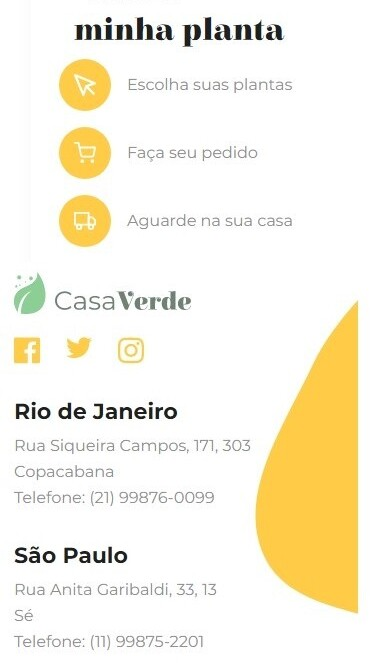 minha planta
Escolha suas plantas
Faça seu pedido
Aguarde na sua casa
CasaVerde
Rio de Janeiro
Rua Siqueira Campos, 171, 303
Copacabana
Telefone: (21) 99876-0099
São Paulo
Rua Anita Garibaldi, 33, 13
Sé
Telefone: (11) 99875-2201